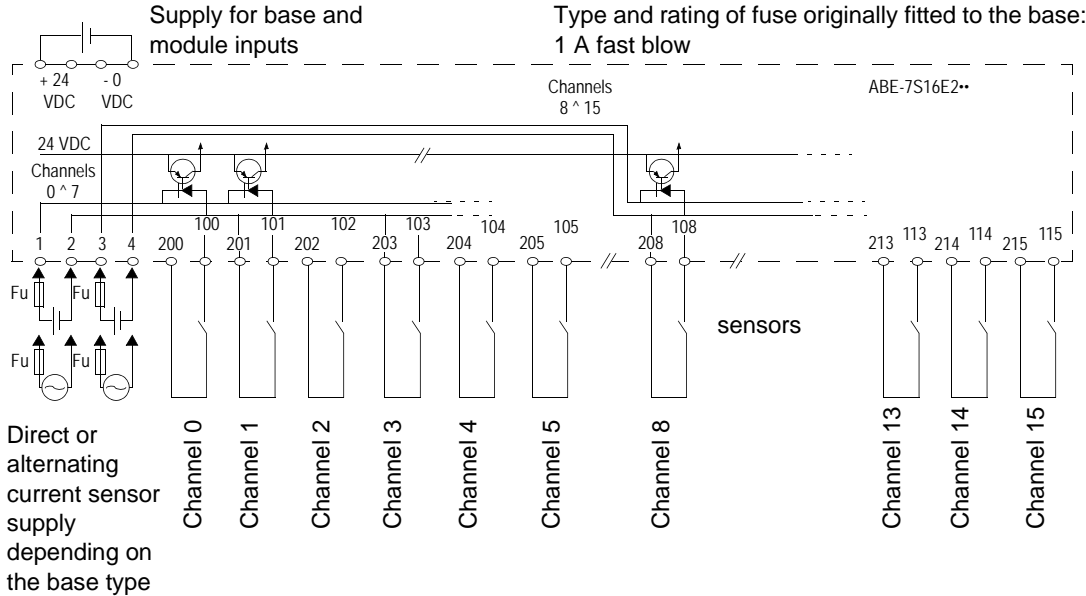 Supply for base and
module inputs
Type and rating of fuse originally fitted to the base:
1 A fast blow
+ 24
VDC
- 0
VDC
Channels
8 ^ 15
ABE-7S16E2••
24 VDC
Channels
0 ^ 7
1 2 3 4 200 100 201 101 202 102 203 103 204 104 205 105 208 108 213 113 214 114 215 115
Fu Fu
sensors
Fu Fu
Direct or
alternating
current sensor
supply
depending on
the base type
Channel 0
Channel 1
Channel 2
Channel 3
Channel 4
Channel 5
Channel 8
Channel 13
Channel 14
Channel 15